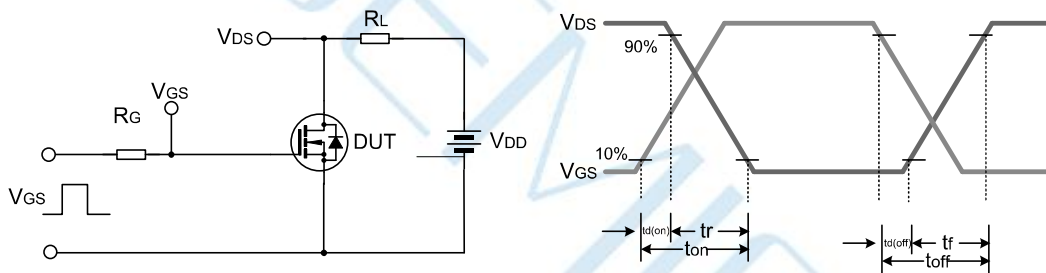 RL
VDS
VGS
RG
DUT
VDD
VGS
VDS
90%
10%
VGS
td(on)
tr
ton
td(off)
tf
toff